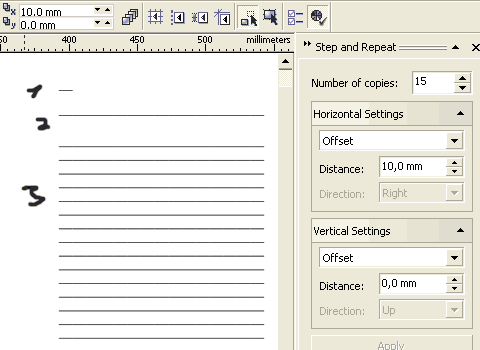 x 10.0 mm
y 0.0 mm
50 400 450 500 millimeters
Step and Repeat
Number of copies: 15
Horizontal Settings
Offset
Distance: 10,0 mm
Direction: Right
Vertical Settings
Offset
Distance: 0,0 mm
Direction: Up
Apply
1
2
3